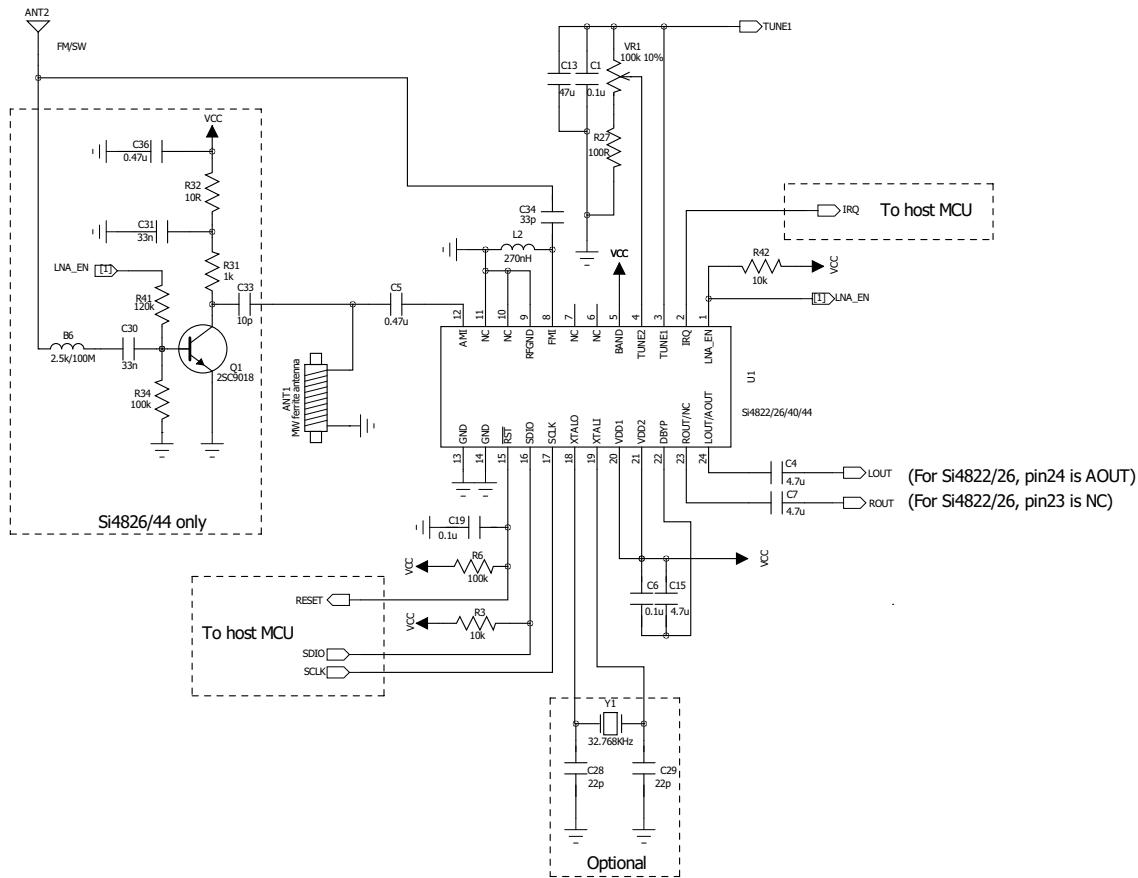 ANT2
FM/SW
TUNE1
C13
47u
C1
0.1u
VR1
100k 10%
R27
100R
VCC
C36
0.47u
R32
10R
C31
33n
R31
1k
LNA_EN [1]
R41
120k
C33
10p
B6
2.5k/100M
C30
33n
Q1
2SC9018
R34
100k
Si4826/44 only
C34
33p
L2
270nH
C5
0.47u
ANT1
MW ferrite antenna
VCC
IRQ
To host MCU
R42
10k
VCC
[1] LNA_EN
12
11
10
9
8
7
6
5
4
3
2
1
AMI
NC
NC
RFGND
FMI
NC
NC
BAND
TUNE2
TUNE1
IRQ
LNA_EN
U1
Si4822/26/40/44
GND
GND
RST
SDIO
SCLK
XTALO
XTALI
VDD1
VDD2
DBYP
ROUT/NC
LOUT/AOUT
13
14
15
16
17
18
19
20
21
22
23
24
C4
4.7u
LOUT
(For Si4822/26, pin24 is AOUT)
C7
4.7u
ROUT
(For Si4822/26, pin23 is NC)
C19
0.1u
VCC
R6
100k
VCC
C6
0.1u
C15
4.7u
RESET
VCC
R3
10k
To host MCU
SDIO
SCLK
Y1
32.768KHz
C28
22p
C29
22p
Optional